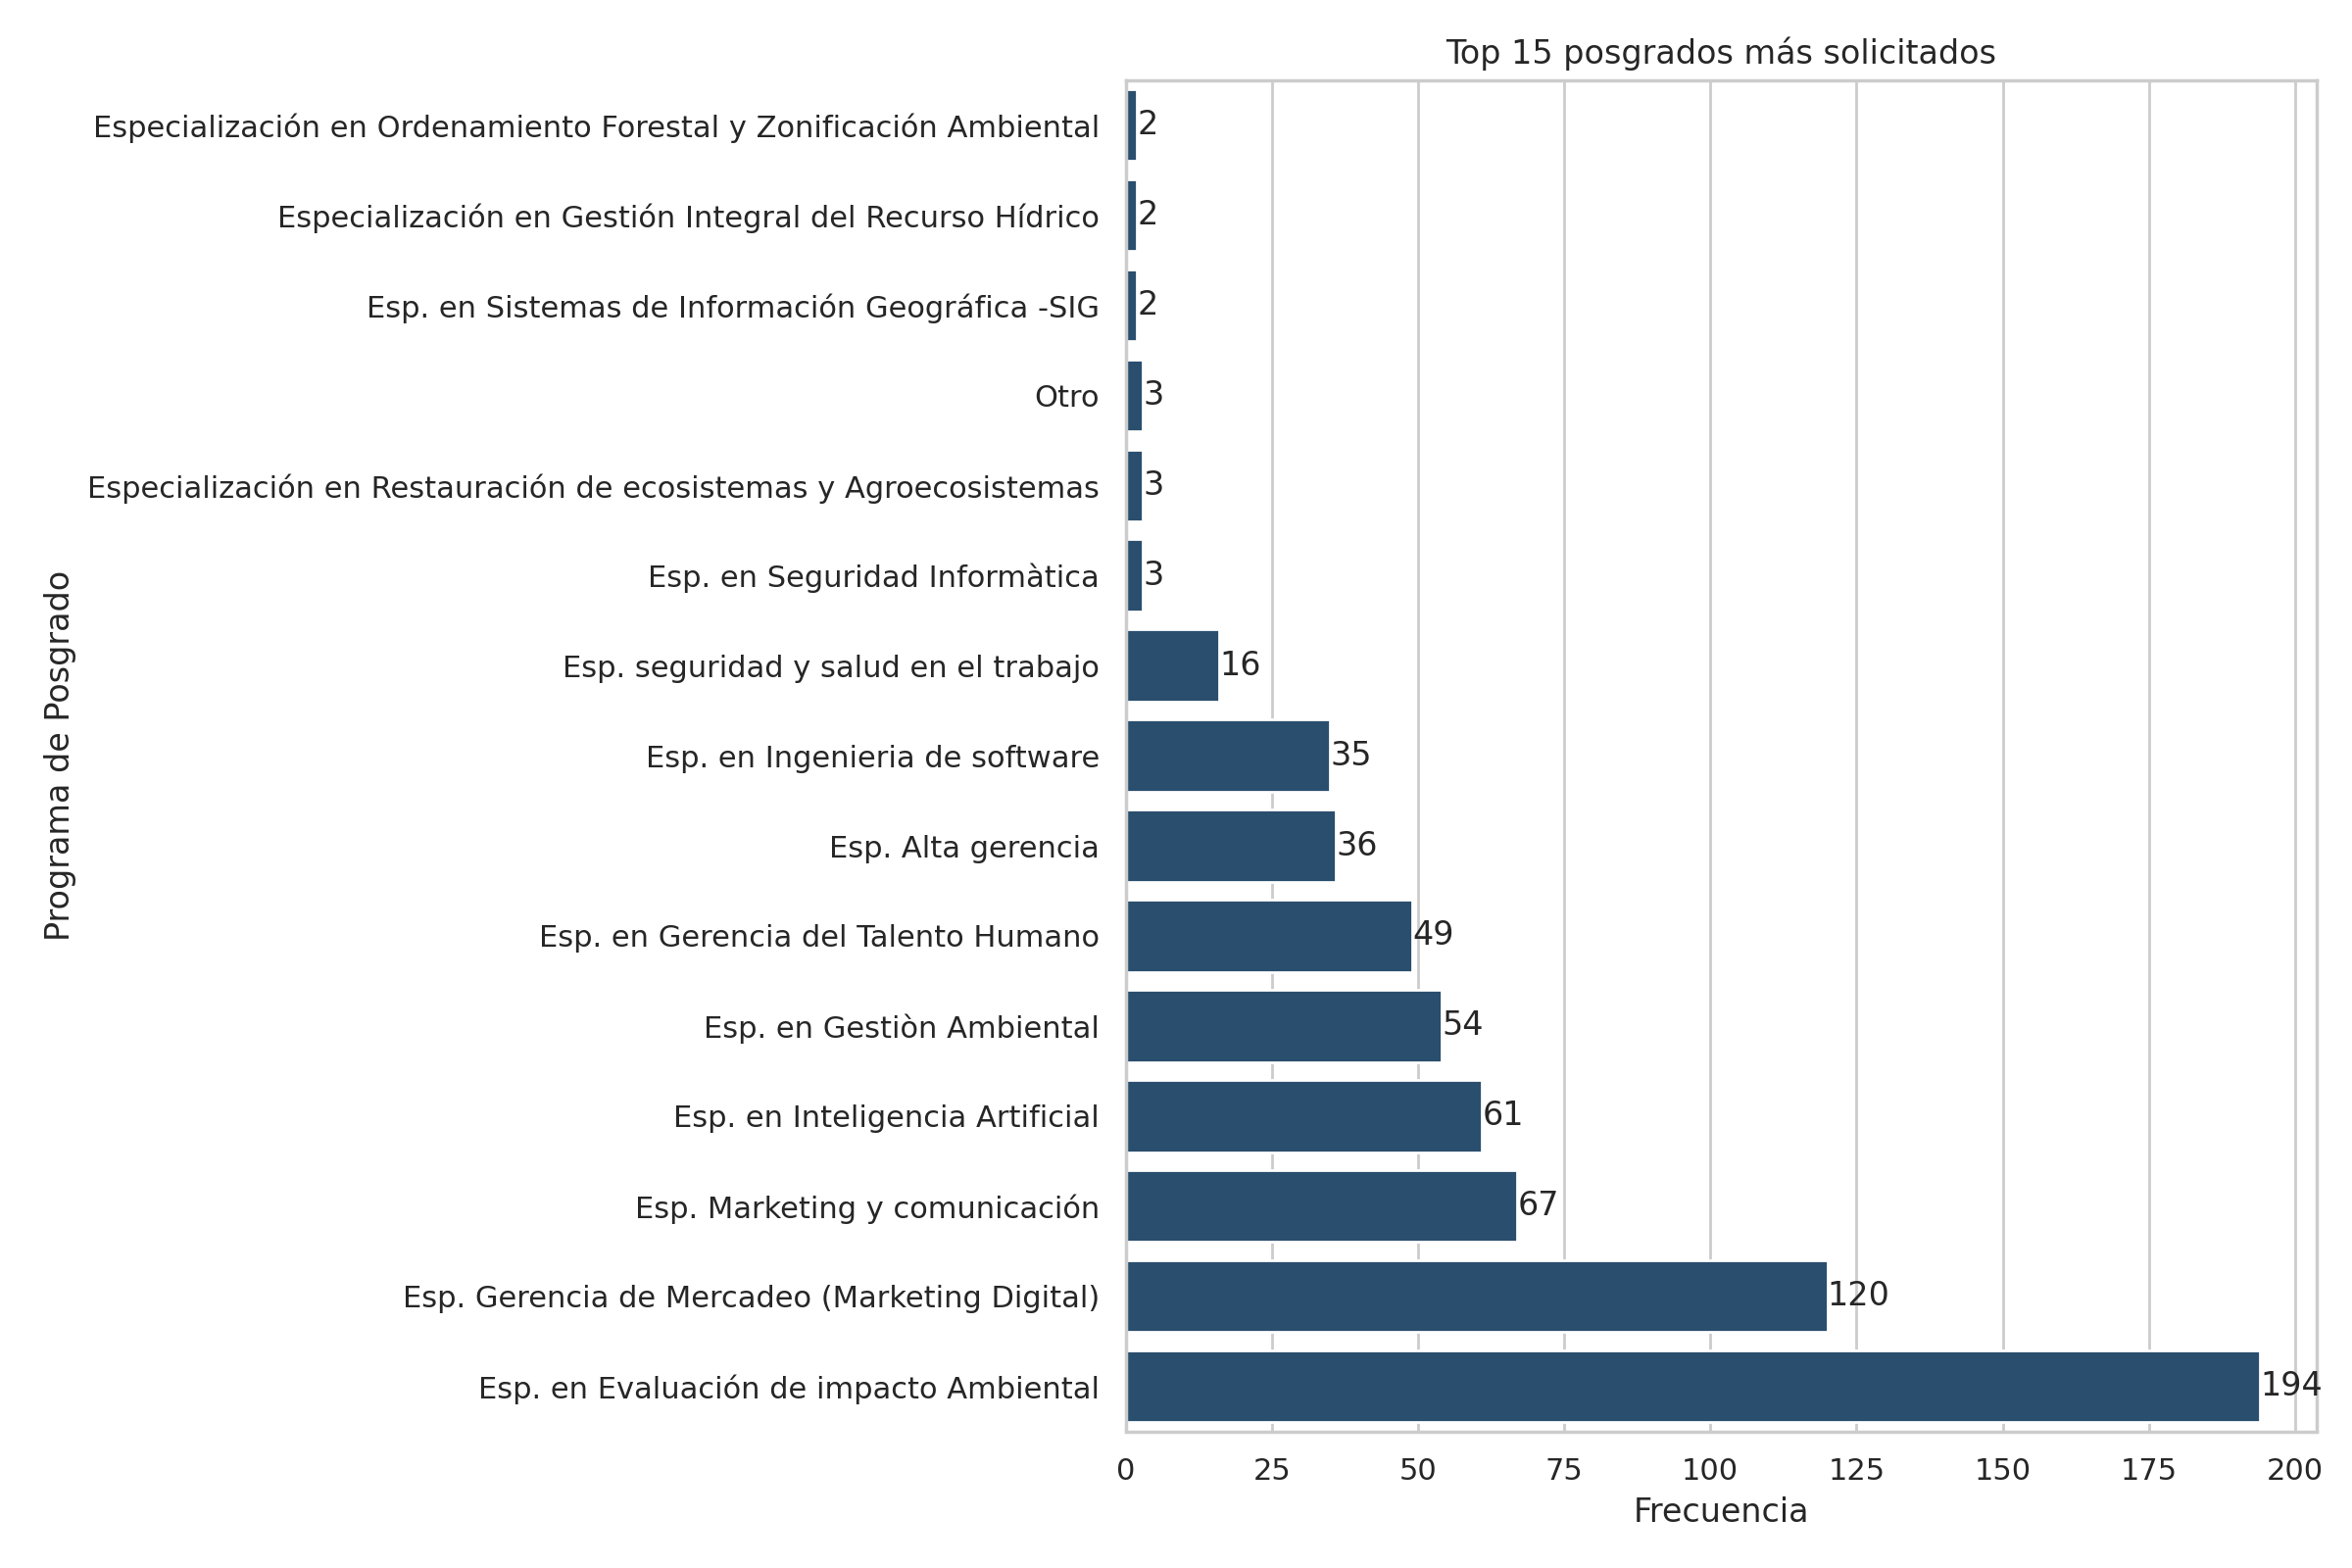 Top 15 posgrados más solicitados
Programa de Posgrado
Especialización en Ordenamiento Forestal y Zonificación Ambiental 2
Especialización en Gestión Integral del Recurso Hídrico 2
Esp. en Sistemas de Información Geográfica -SIG 2
Otro 3
Especialización en Restauración de ecosistemas y Agroecosistemas 3
Esp. en Seguridad Informàtica 3
Esp. seguridad y salud en el trabajo 16
Esp. en Ingenieria de software 35
Esp. Alta gerencia 36
Esp. en Gerencia del Talento Humano 49
Esp. en Gestiòn Ambiental 54
Esp. en Inteligencia Artificial 61
Esp. Marketing y comunicación 67
Esp. Gerencia de Mercadeo (Marketing Digital) 120
Esp. en Evaluación de impacto Ambiental 194
0 25 50 75 100 125 150 175 200
Frecuencia